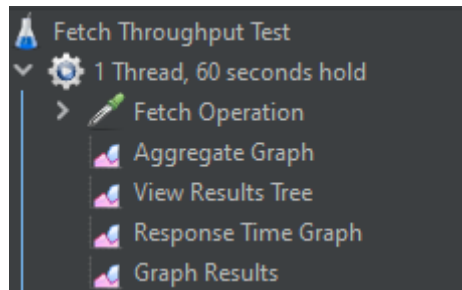 Fetch Throughput Test
1 Thread, 60 seconds hold
Fetch Operation
Aggregate Graph
View Results Tree
Response Time Graph
Graph Results